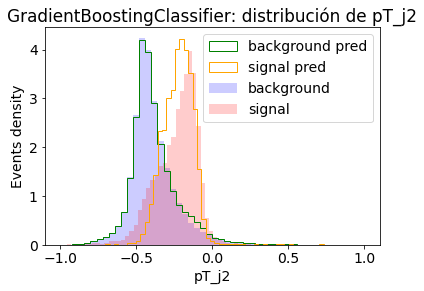 GradientBoostingClassifier: distribución de pT_j2
background pred
signal pred
background
signal
Events density
4
3
2
1
0
-1.0
-0.5
0.0
0.5
1.0
pT_j2